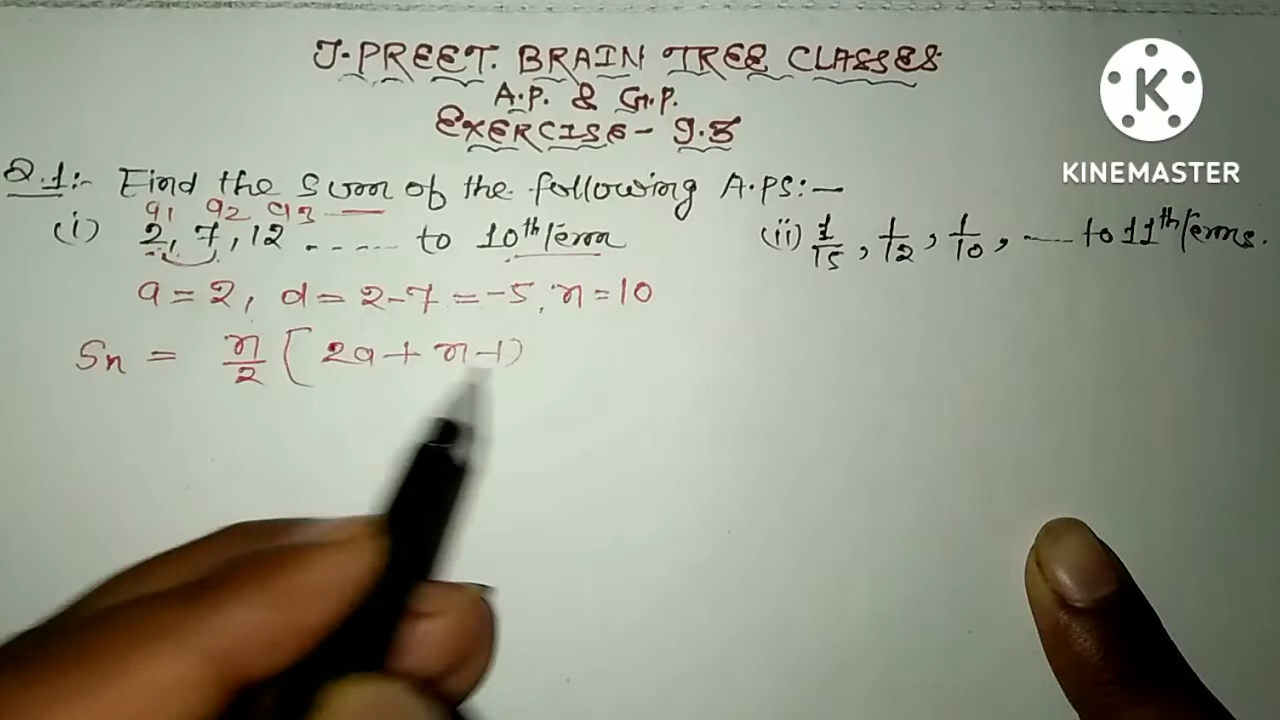 J.PREET. BRAIN TREE CLASSES
A.P. & G.P.
EXERCISE - 9.3
Q.1:- Find the sum of the following A.PS:-
a1 a2 a3
(i) 2, 7, 12 ..... to 10th term
(ii) 1/15, 1/12, 1/10, .... to 11th terms.
a = 2, d = 2-7 = -5, n = 10
Sn = n/2 [ 2a + n-1)
K
KINEMASTER